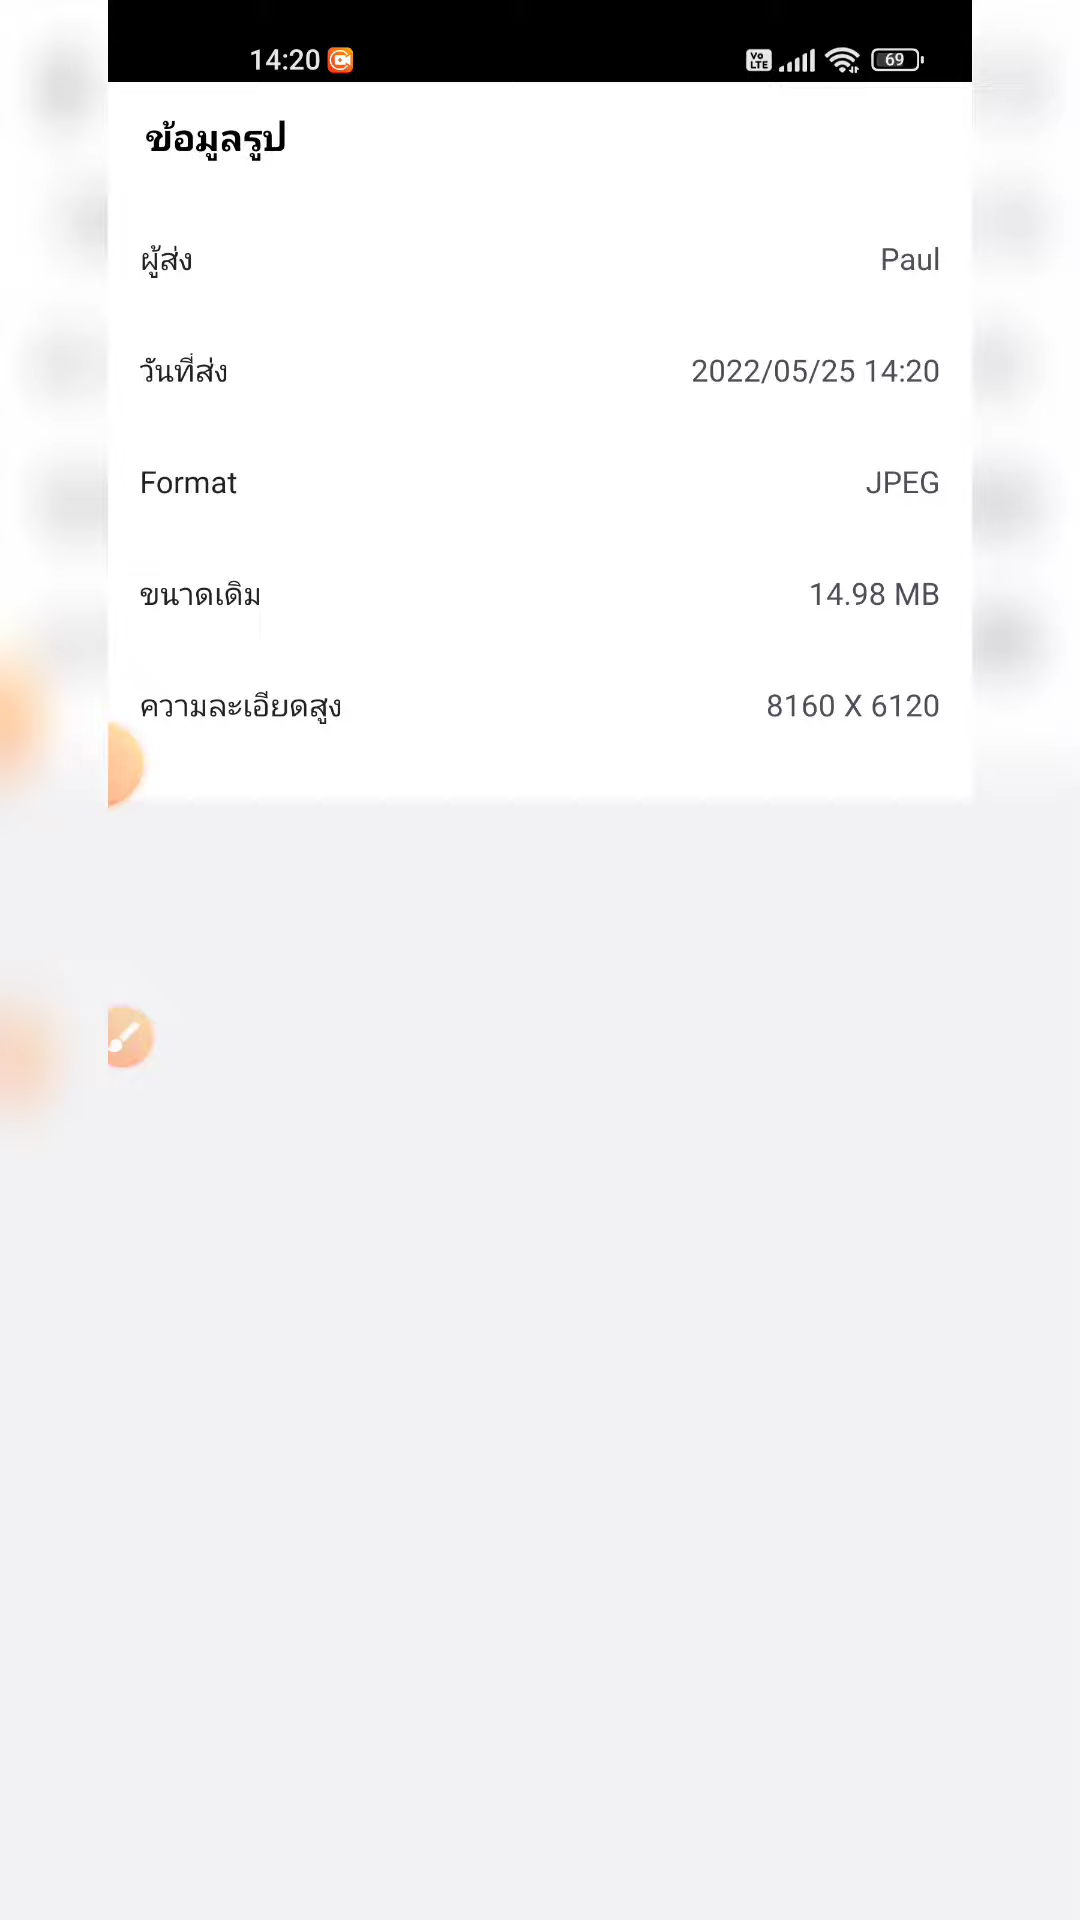 14:20 Vo LTE 69
ข้อมูลรูป
ผู้ส่ง Paul
วันที่ส่ง 2022/05/25 14:20
Format JPEG
ขนาดเดิม 14.98 MB
ความละเอียดสูง 8160 X 6120